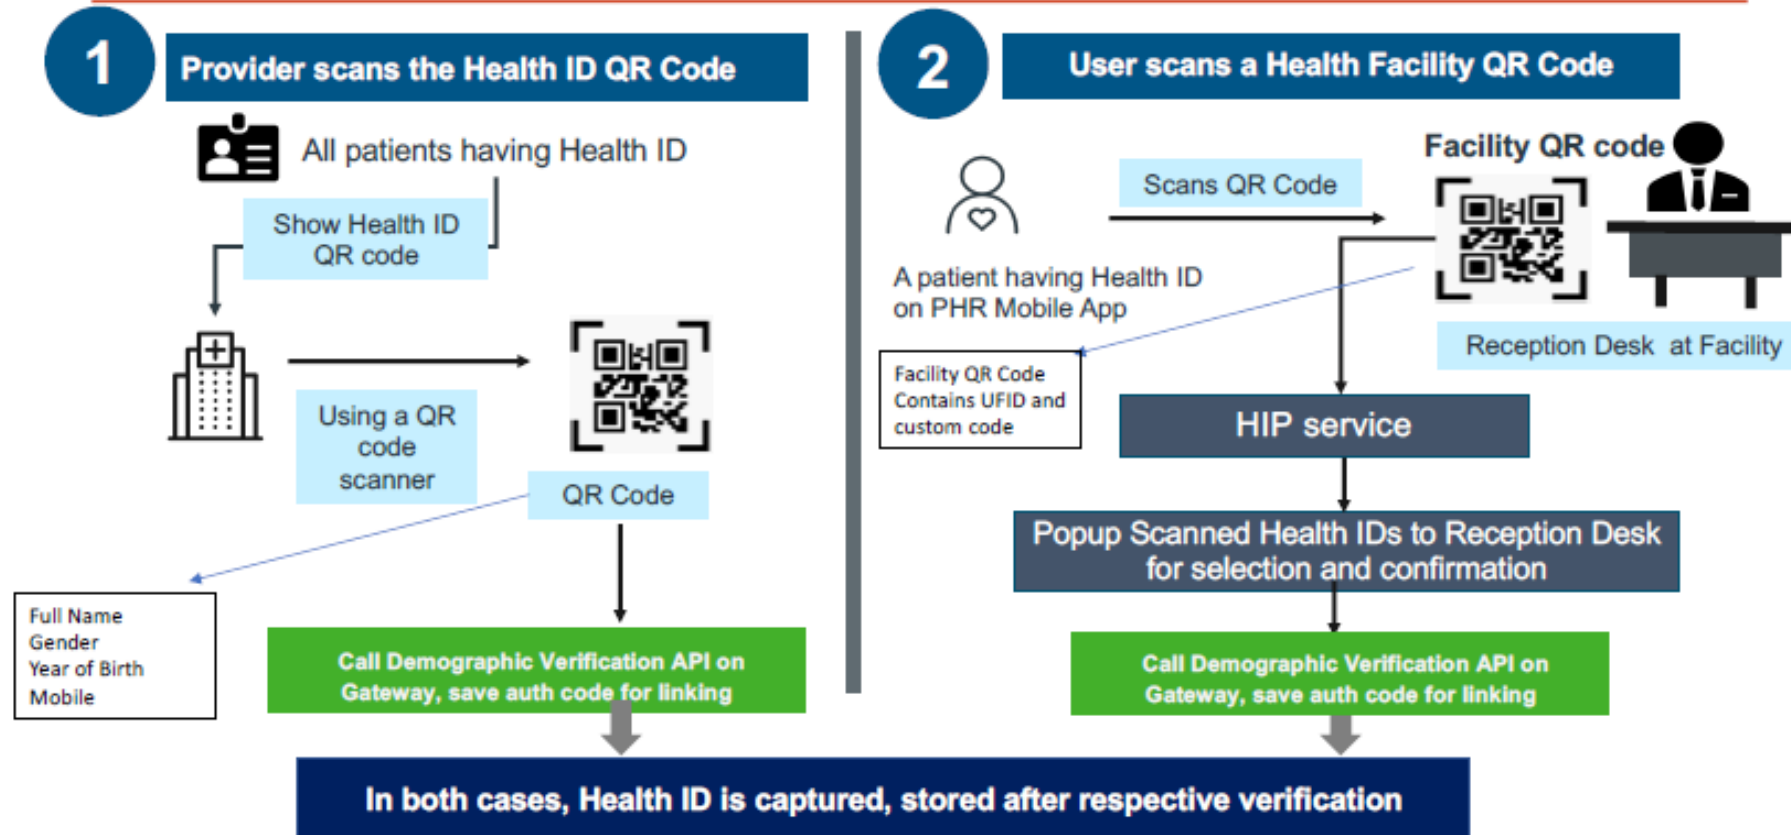 1
Provider scans the Health ID QR Code
All patients having Health ID
Show Health ID
QR code
Using a QR
code
scanner
QR Code
Full Name
Gender
Year of Birth
Mobile
Call Demographic Verification API on
Gateway, save auth code for linking
2
User scans a Health Facility QR Code
Facility QR code
Scans QR Code
A patient having Health ID
on PHR Mobile App
Reception Desk at Facility
Facility QR Code
Contains UFID and
custom code
HIP service
Popup Scanned Health IDs to Reception Desk
for selection and confirmation
Call Demographic Verification API on
Gateway, save auth code for linking
In both cases, Health ID is captured, stored after respective verification